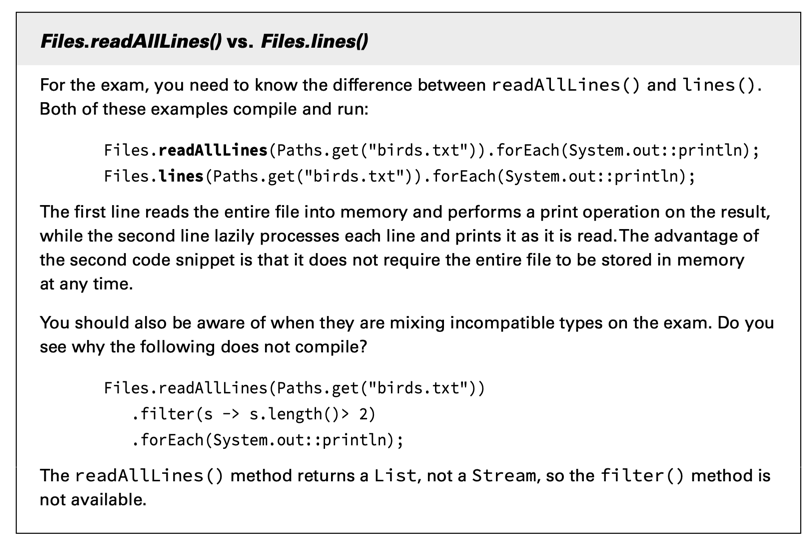 Files.readAllLines() vs. Files.lines()
For the exam, you need to know the difference between readAllLines() and lines().
Both of these examples compile and run:
Files.readAllLines(Paths.get("birds.txt")).forEach(System.out::println);
Files.lines(Paths.get("birds.txt")).forEach(System.out::println);
The first line reads the entire file into memory and performs a print operation on the result,
while the second line lazily processes each line and prints it as it is read. The advantage of
the second code snippet is that it does not require the entire file to be stored in memory
at any time.
You should also be aware of when they are mixing incompatible types on the exam. Do you
see why the following does not compile?
Files.readAllLines(Paths.get("birds.txt"))
.filter(s -> s.length()> 2)
.forEach(System.out::println);
The readAllLines() method returns a List, not a Stream, so the filter() method is
not available.